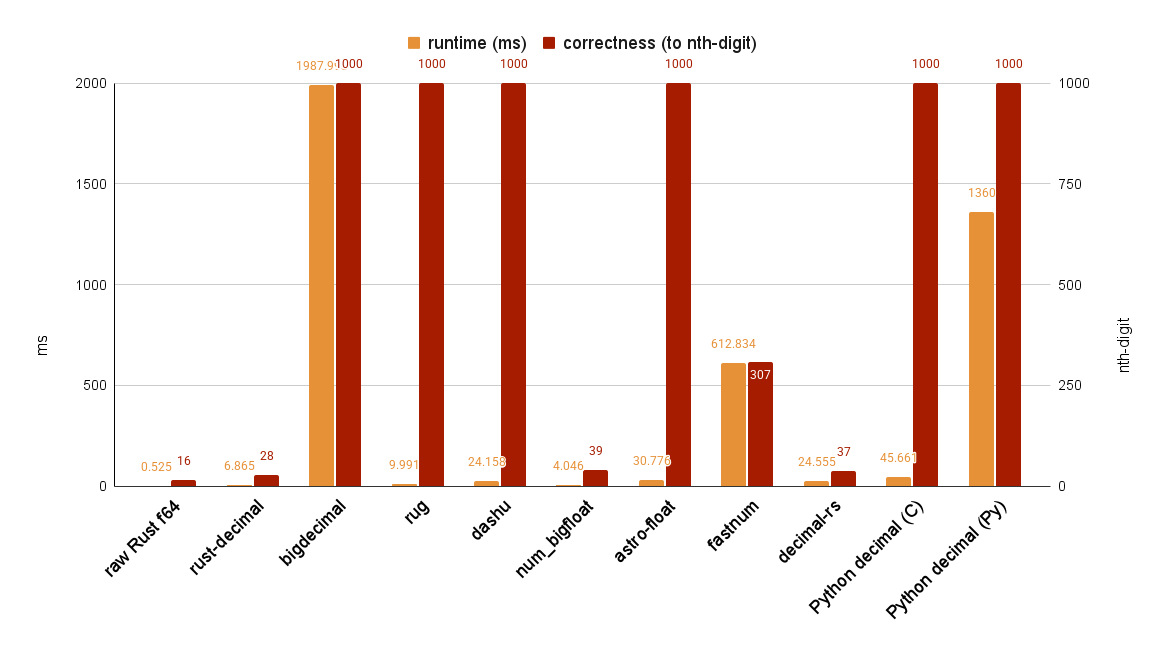 runtime (ms) correctness (to nth-digit)
1987.9 1000 1000 1000 1000 1000 1000
2000 1000
1500 750
1360
1000 500
612.834
500 250
307
0.525 16 6.865 28 9.991 24.158 4.046 39 30.776 24.555 37 45.661
0 0
ms
nth-digit
raw Rust f64
rust-decimal
bigdecimal
rug
dashu
num_bigfloat
astro-float
fastnum
decimal-rs
Python decimal (C)
Python decimal (Py)